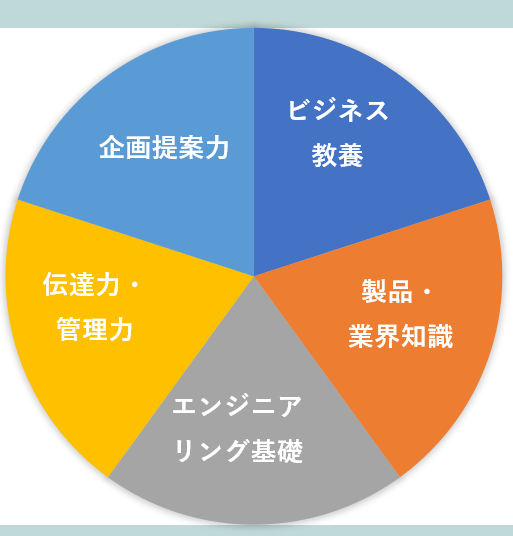 ビジネス
教養
製品・
業界知識
エンジニア
リング基礎
伝達力・
管理力
企画提案力